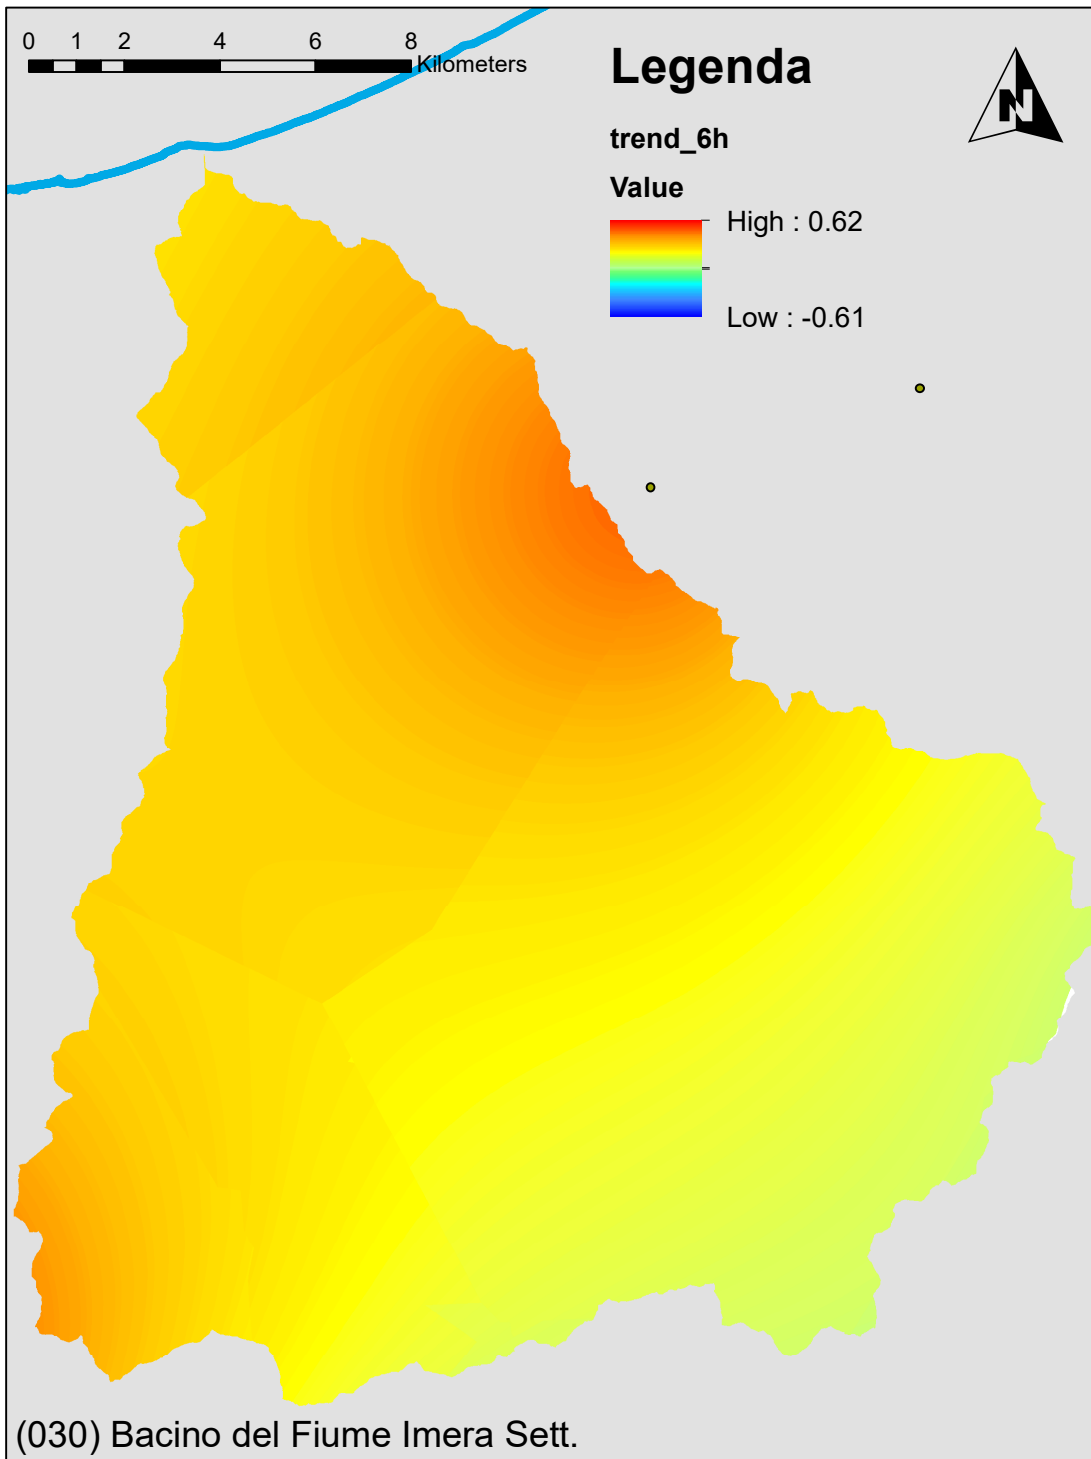 0 1 2 4 6 8
Kilometers
Legenda
trend_6h
Value
High : 0.62
Low : -0.61
N
(030) Bacino del Fiume Imera Sett.